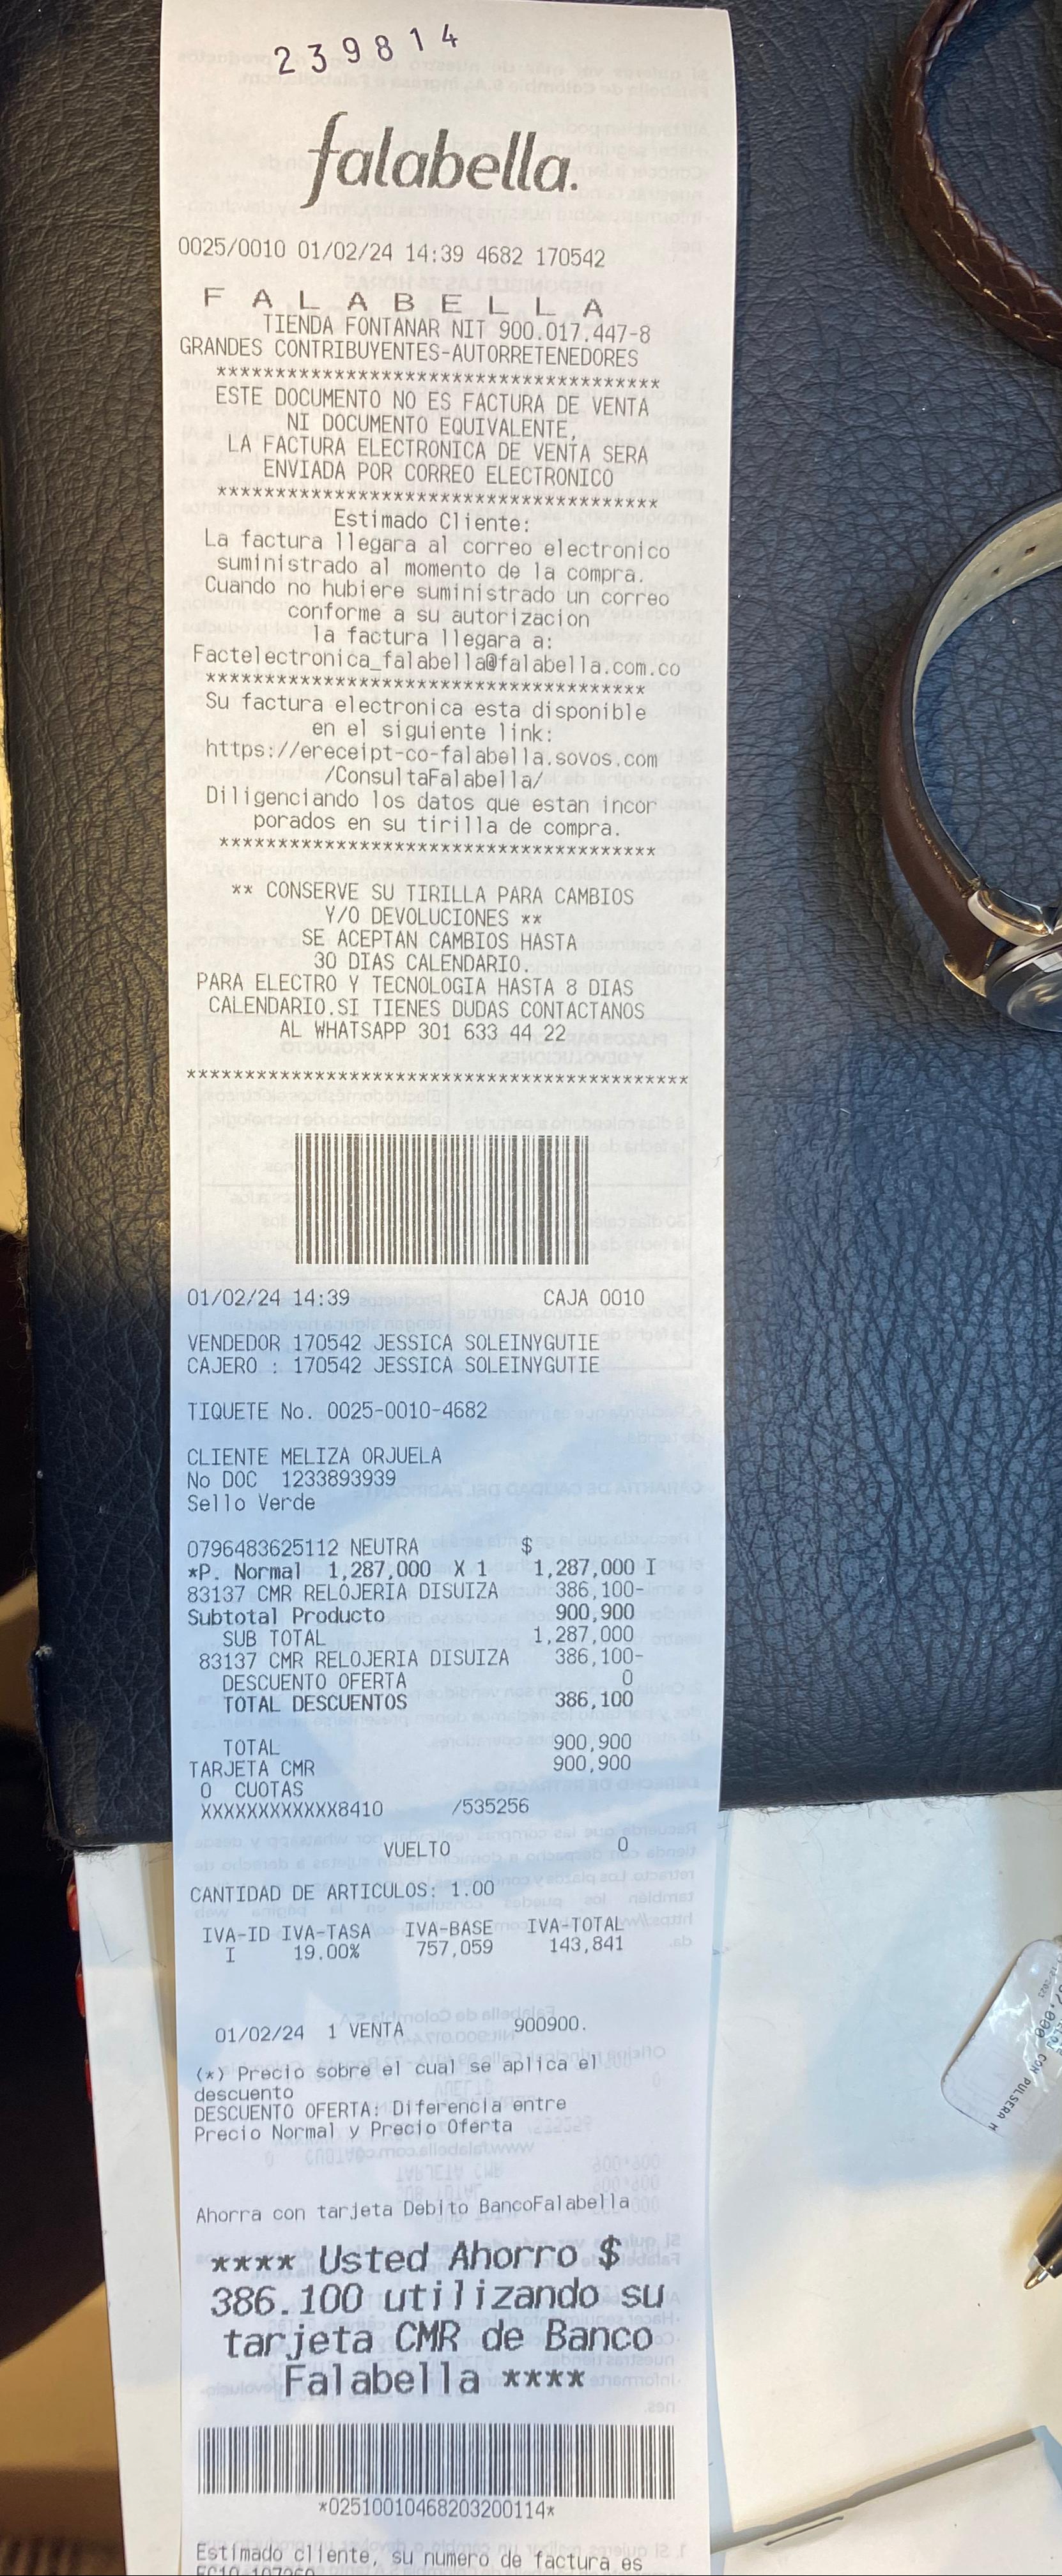 239814
falabella.
0025/0010 01/02/24 14:39 4682 170542
F A L A B E L L A
TIENDA FONTANAR NIT 900.017.447-8
GRANDES CONTRIBUYENTES-AUTORRETENEDORES
**************************************
ESTE DOCUMENTO NO ES FACTURA DE VENTA
NI DOCUMENTO EQUIVALENTE,
LA FACTURA ELECTRONICA DE VENTA SERA
ENVIADA POR CORREO ELECTRONICO
**************************************
Estimado Cliente:
La factura llegara al correo electronico
suministrado al momento de la compra.
Cuando no hubiere suministrado un correo
conforme a su autorizacion
la factura llegara a:
Factelectronica_falabella@falabella.com.co
**************************************
Su factura electronica esta disponible
en el siguiente link:
https://ereceipt-co-falabella.sovos.com
/ConsultaFalabella/
Diligenciando los datos que estan incor
porados en su tirilla de compra.
**************************************
** CONSERVE SU TIRILLA PARA CAMBIOS
Y/O DEVOLUCIONES **
SE ACEPTAN CAMBIOS HASTA
30 DIAS CALENDARIO.
PARA ELECTRO Y TECNOLOGIA HASTA 8 DIAS
CALENDARIO.SI TIENES DUDAS CONTACTANOS
AL WHATSAPP 301 633 44 22
*******************************************
01/02/24 14:39 CAJA 0010
VENDEDOR 170542 JESSICA SOLEINYGUTIE
CAJERO : 170542 JESSICA SOLEINYGUTIE
TIQUETE No. 0025-0010-4682
CLIENTE MELIZA ORJUELA
No DOC 1233893939
Sello Verde
0796483625112 NEUTRA $
*P. Normal 1,287,000 X 1 1,287,000 I
83137 CMR RELOJERIA DISUIZA 386,100-
Subtotal Producto 900,900
SUB TOTAL 1,287,000
83137 CMR RELOJERIA DISUIZA 386,100-
DESCUENTO OFERTA 0
TOTAL DESCUENTOS 386,100
TOTAL 900,900
TARJETA CMR 900,900
0 CUOTAS
XXXXXXXXXXXX8410 /535256
VUELTO 0
CANTIDAD DE ARTICULOS: 1.00
IVA-ID IVA-TASA IVA-BASE IVA-TOTAL
I 19.00% 757,059 143,841
01/02/24 1 VENTA 900900.
(*) Precio sobre el cual se aplica el
descuento
DESCUENTO OFERTA: Diferencia entre
Precio Normal y Precio Oferta
Ahorra con tarjeta Debito BancoFalabella
**** Usted Ahorro $
386.100 utilizando su
tarjeta CMR de Banco
Falabella ****
*02510010468203200114*
Estimado cliente, su numero de factura es
CON PULSERA M